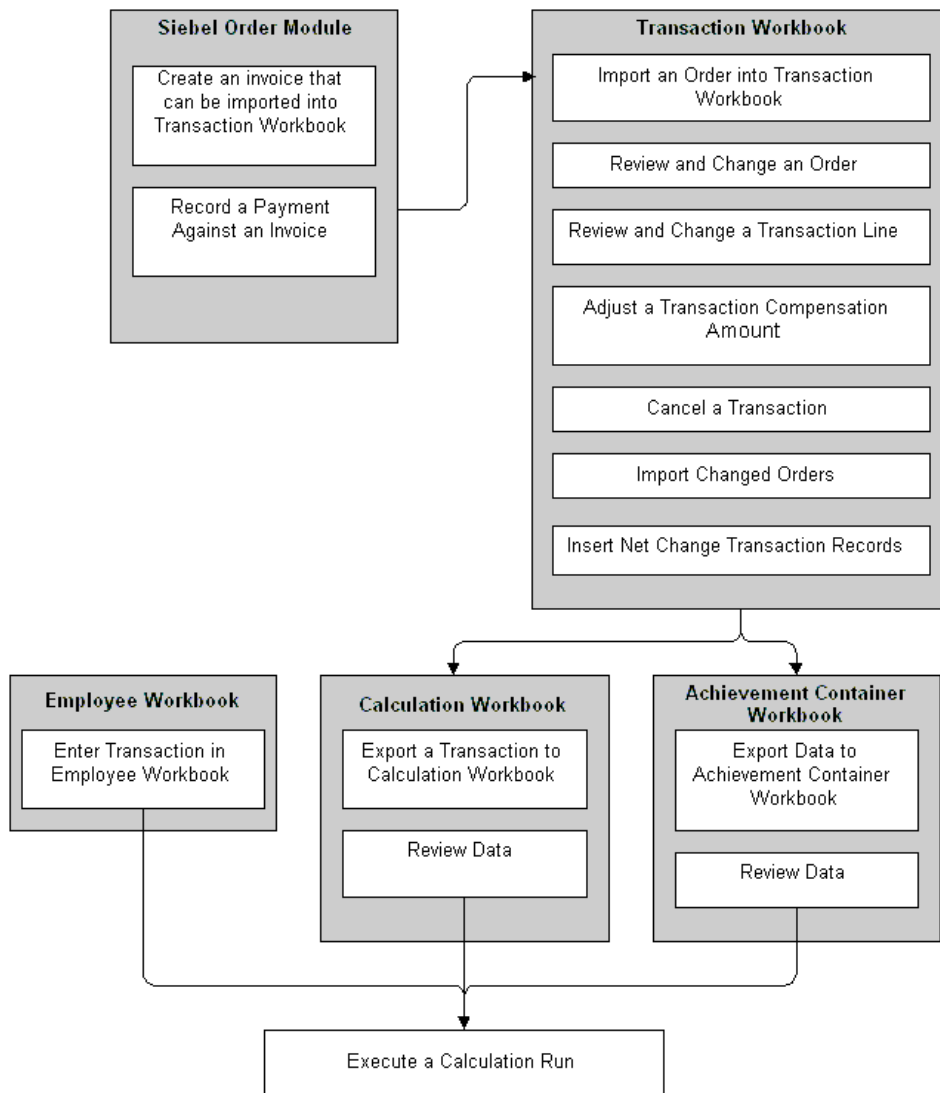 Siebel Order Module
Create an invoice that
can be imported into
Transaction Workbook
Record a Payment
Against an Invoice
Transaction Workbook
Import an Order into Transaction
Workbook
Review and Change an Order
Review and Change a Transaction Line
Adjust a Transaction Compensation
Amount
Cancel a Transaction
Import Changed Orders
Insert Net Change Transaction Records
Employee Workbook
Enter Transaction in
Employee Workbook
Calculation Workbook
Export a Transaction to
Calculation Workbook
Review Data
Achievement Container
Workbook
Export Data to
Achievement Container
Workbook
Review Data
Execute a Calculation Run